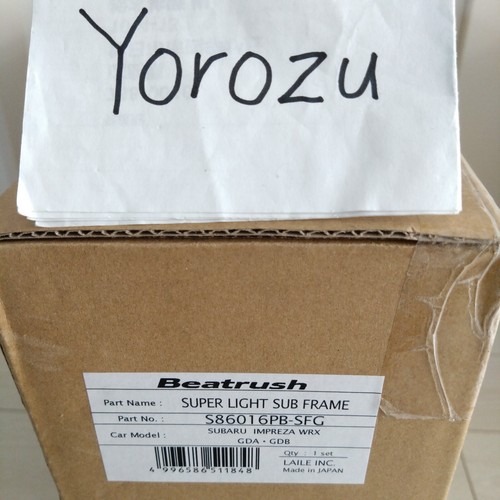 Yorozu
Beatrush
Part Name : SUPER LIGHT SUB FRAME
Part No. : S86016PB-SFG
Car Model : SUBARU IMPREZA WRX
GDA・GDB
Qty : 1 set
LAILE INC.
Made in JAPAN
4 996586 511848